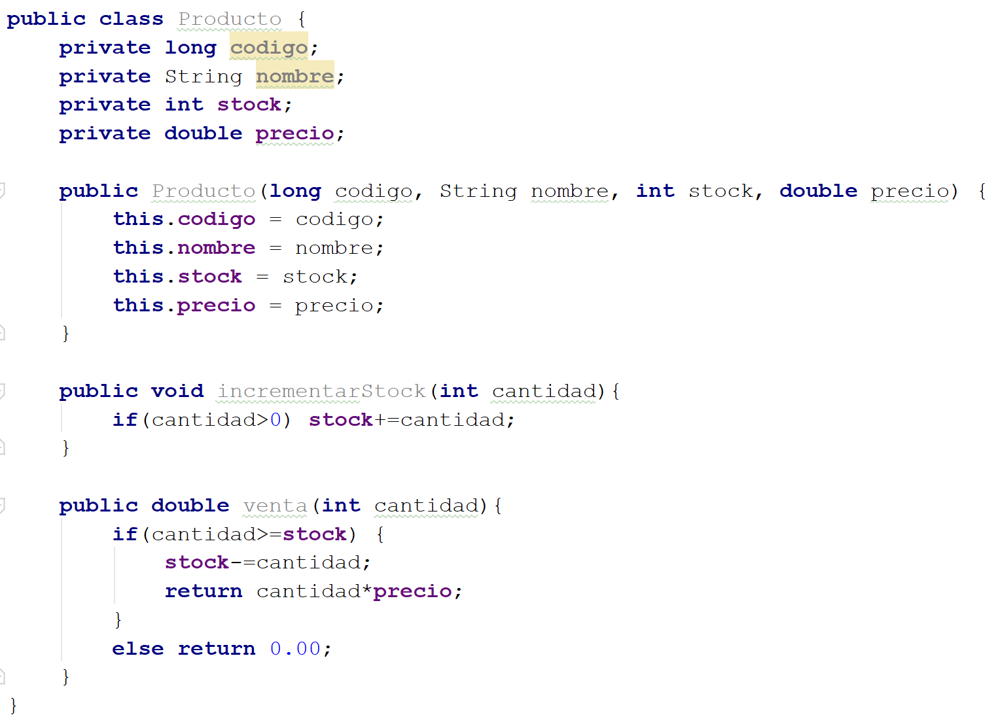 public class Producto {
    private long codigo;
    private String nombre;
    private int stock;
    private double precio;
    public Producto(long codigo, String nombre, int stock, double precio) {
        this.codigo = codigo;
        this.nombre = nombre;
        this.stock = stock;
        this.precio = precio;
    }
    public void incrementarStock(int cantidad){
        if(cantidad>0) stock+=cantidad;
    }
    public double venta(int cantidad){
        if(cantidad>=stock) {
            stock-=cantidad;
            return cantidad*precio;
        }
        else return 0.00;
    }
}